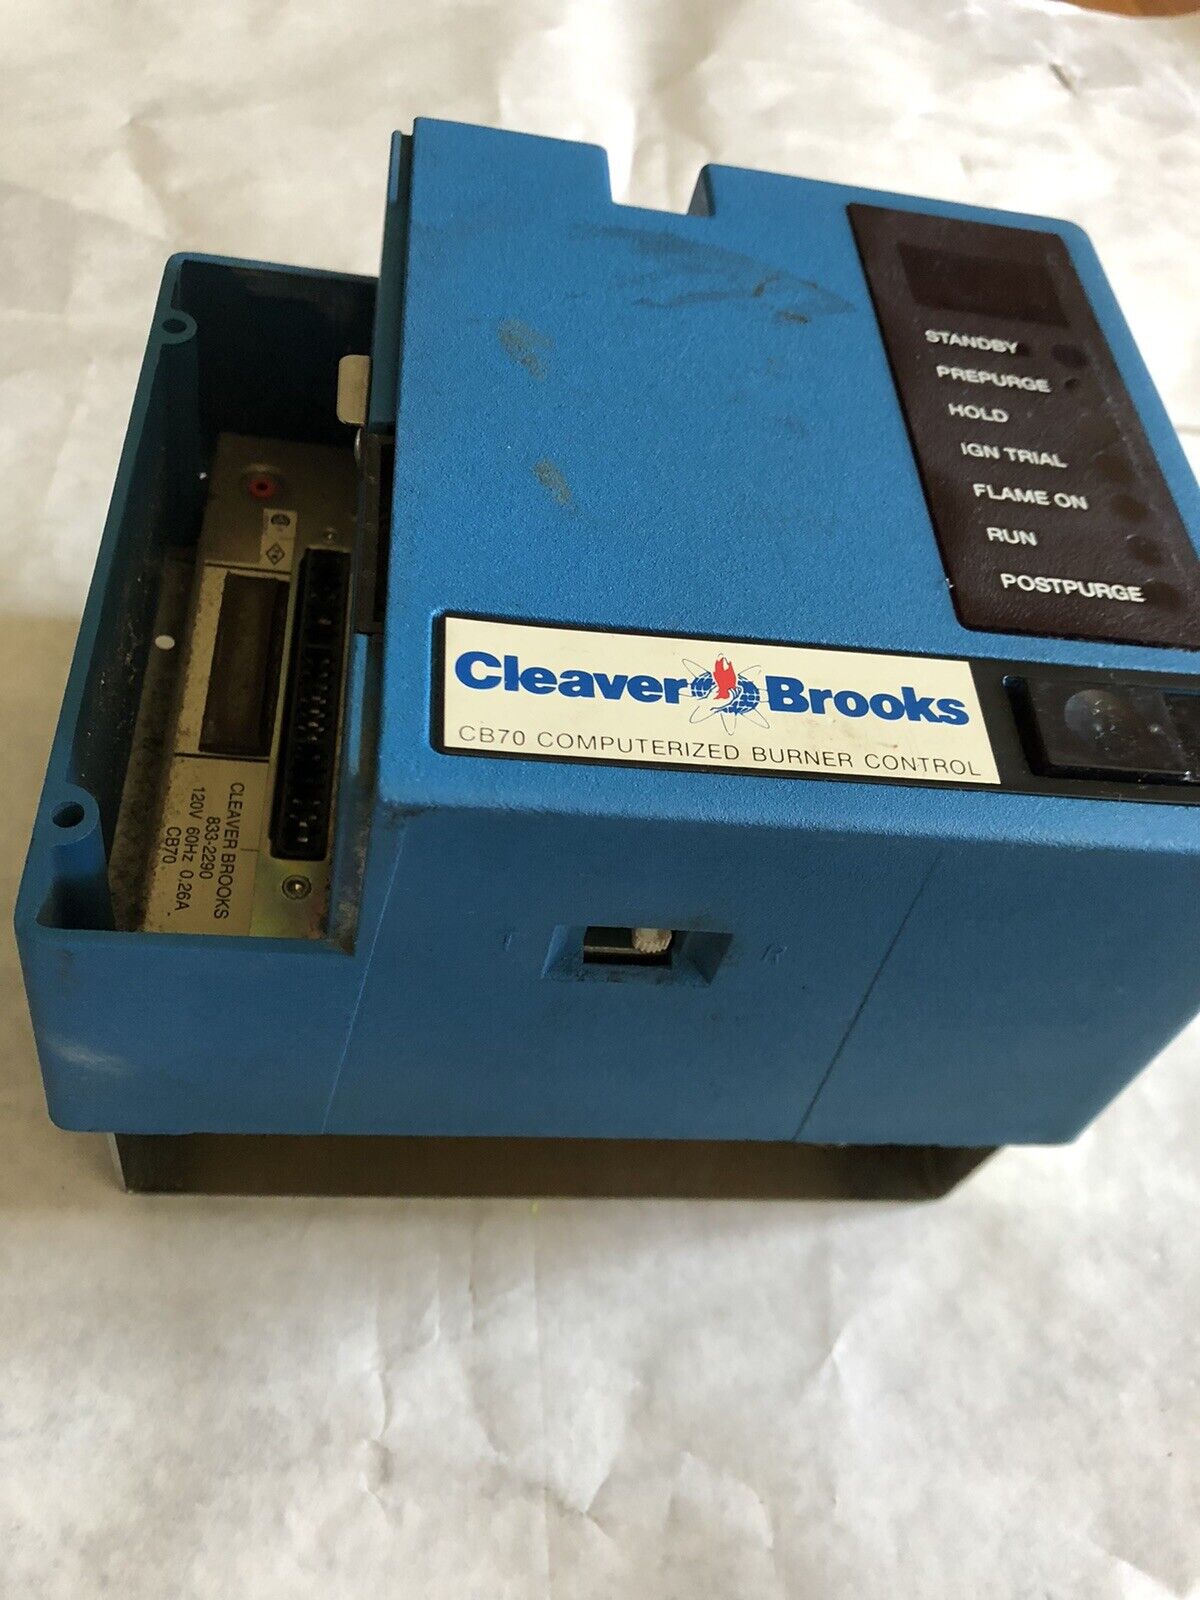 STANDBY
PREPURGE
HOLD
IGN TRIAL
FLAME ON
RUN
POSTPURGE
Cleaver Brooks
CB70 COMPUTERIZED BURNER CONTROL
CLEAVER BROOKS
833-2290
120V 60Hz 0.26A
CB70
T R